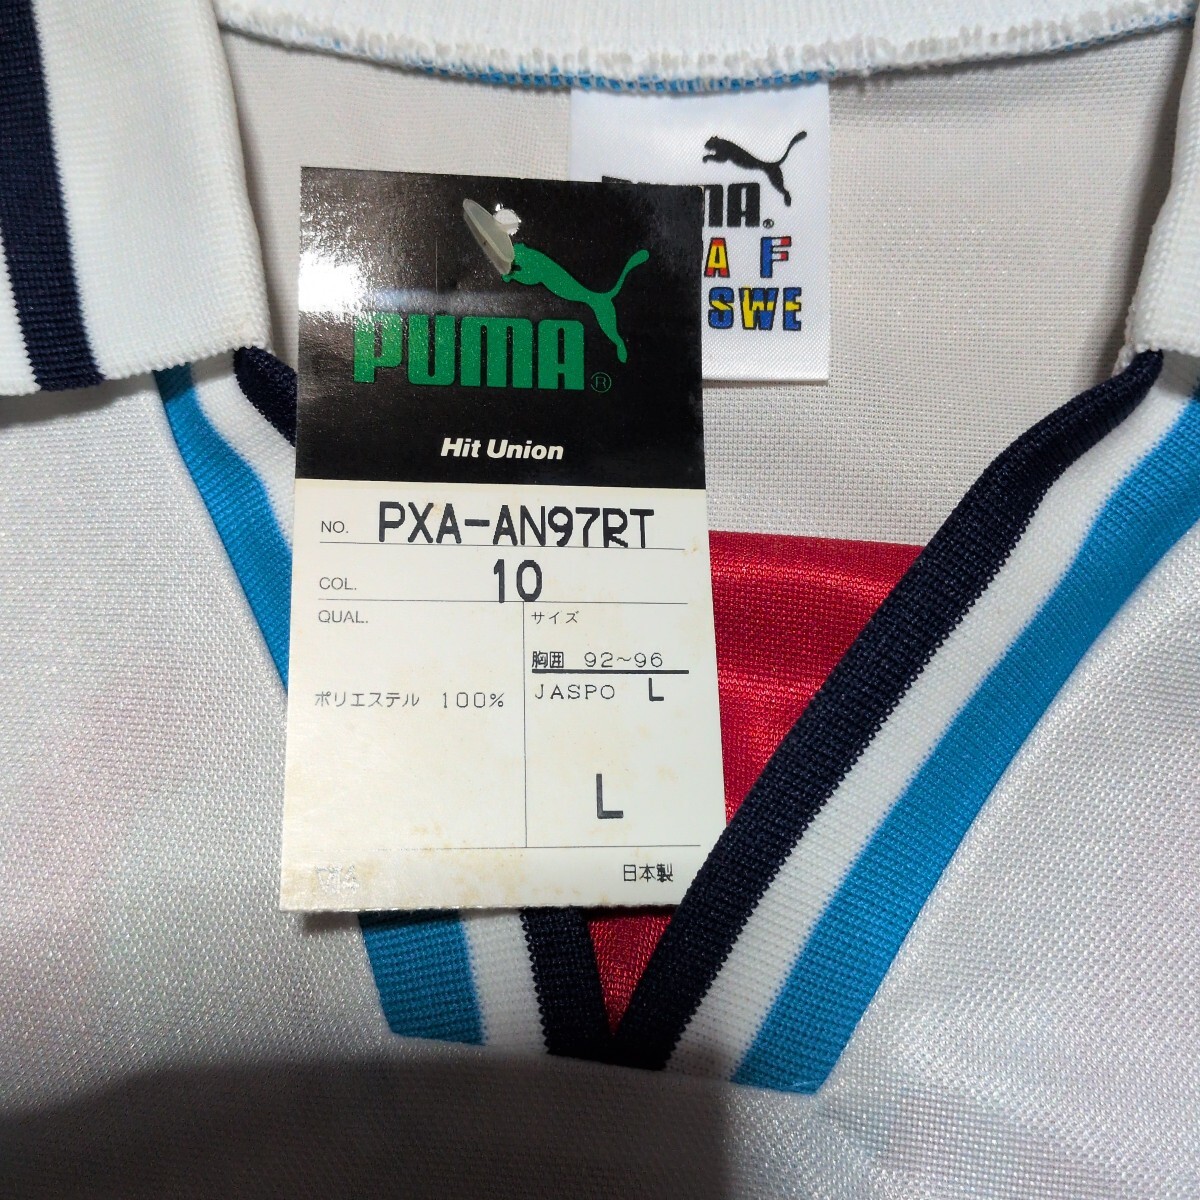 PUMA®
Hit Union
NO. PXA-AN97RT
COL. 10
QUAL.
ポリエステル 100%
サイズ
胸囲 92~96
JASPO L
L
日本製
MA®
A F
SWE